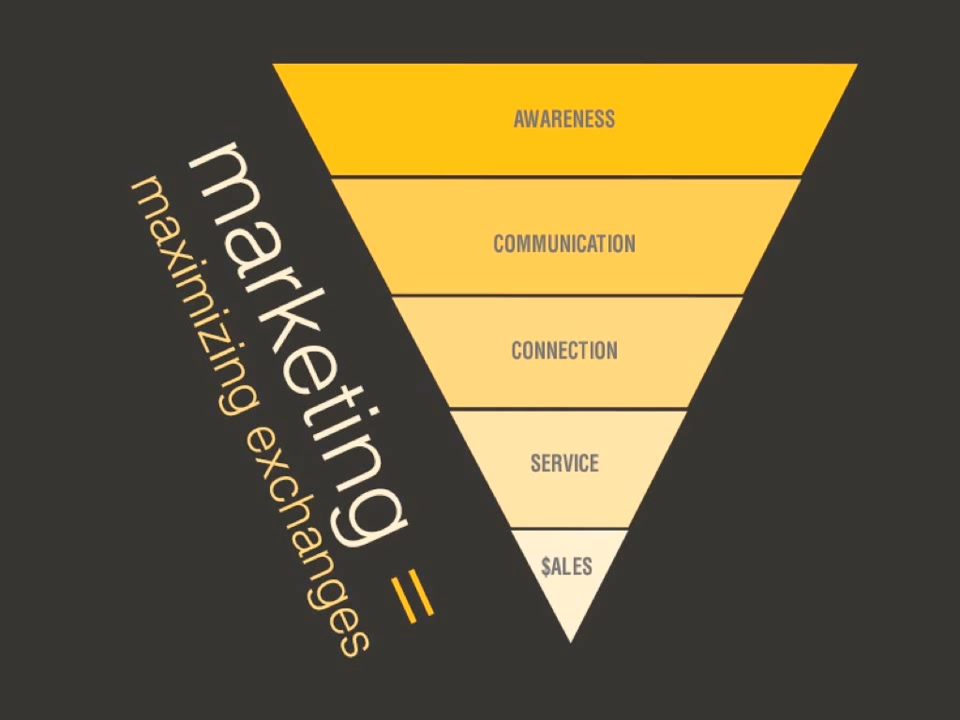 marketing =
maximizing exchanges
AWARENESS
COMMUNICATION
CONNECTION
SERVICE
$ALES